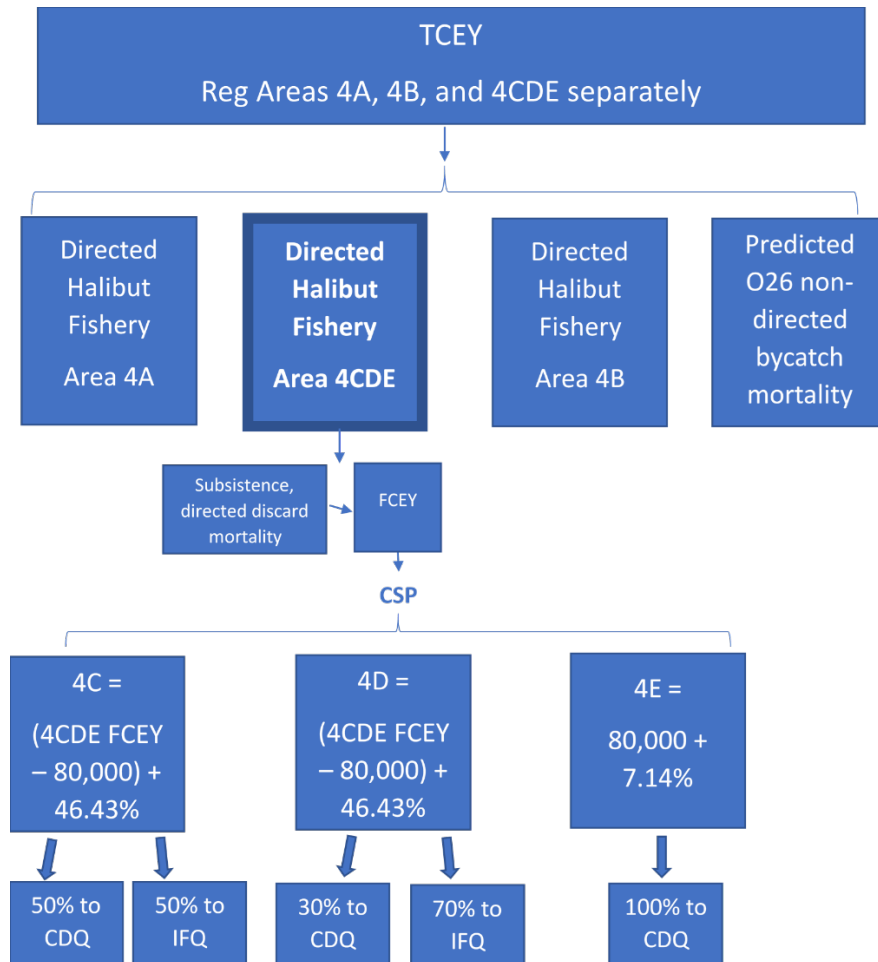 TCEY
Reg Areas 4A, 4B, and 4CDE separately
Directed
Halibut
Fishery
Area 4A
Directed
Halibut
Fishery
Area 4CDE
Directed
Halibut
Fishery
Area 4B
Predicted
O26 non-
directed
bycatch
mortality
Subsistence,
directed discard
mortality
FCEY
CSP
4C =
(4CDE FCEY
– 80,000) +
46.43%
4D =
(4CDE FCEY
– 80,000) +
46.43%
4E =
80,000 +
7.14%
50% to
CDQ
50% to
IFQ
30% to
CDQ
70% to
IFQ
100% to
CDQ